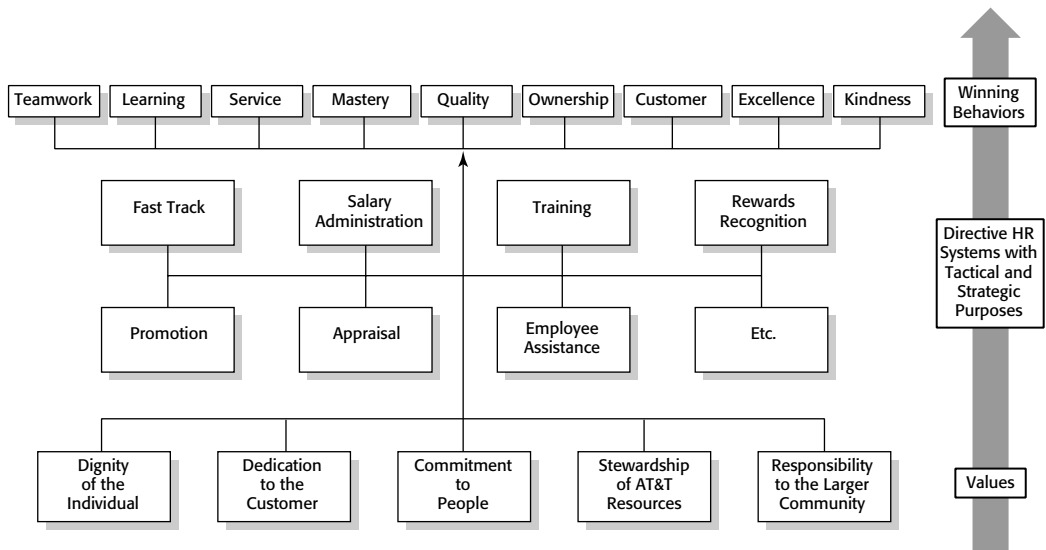 Teamwork
Learning
Service
Mastery
Quality
Ownership
Customer
Excellence
Kindness
Winning
Behaviors
Fast Track
Salary
Administration
Training
Rewards
Recognition
Directive HR
Systems with
Tactical and
Strategic
Purposes
Promotion
Appraisal
Employee
Assistance
Etc.
Dignity
of the
Individual
Dedication
to the
Customer
Commitment
to
People
Stewardship
of AT&T
Resources
Responsibility
to the Larger
Community
Values